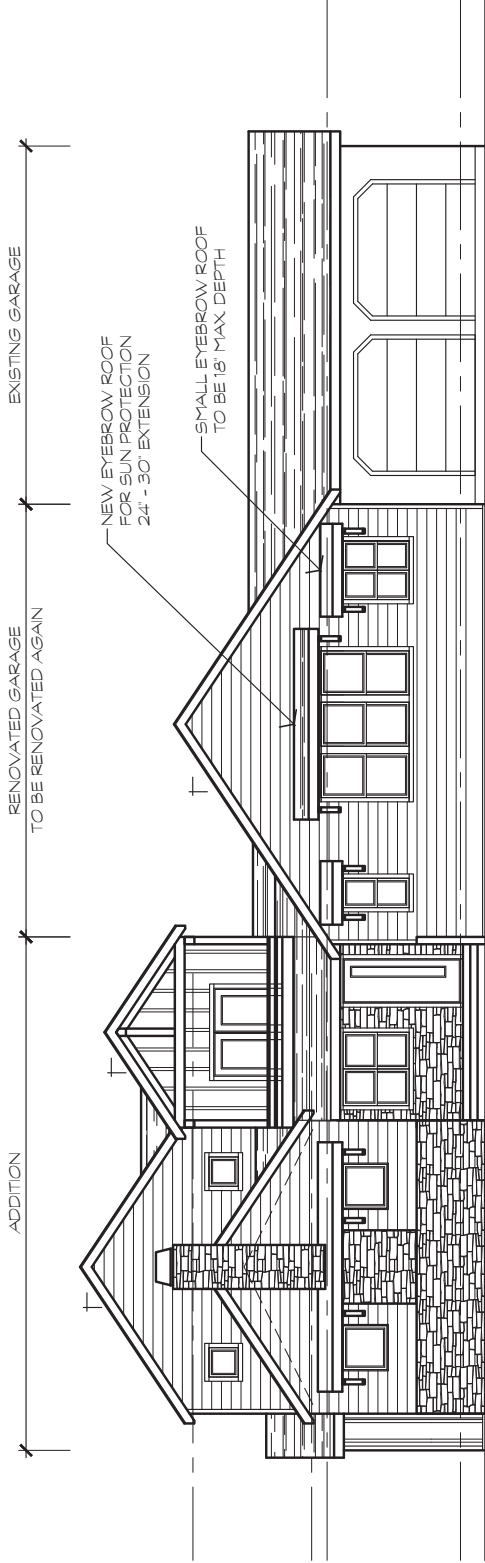 ADDITION
RENOVATED GARAGE
TO BE RENOVATED AGAIN
EXISTING GARAGE
NEW EYEBROW ROOF
FOR SUN PROTECTION
24" - 30" EXTENSION
SMALL EYEBROW ROOF
TO BE 18" MAX. DEPTH